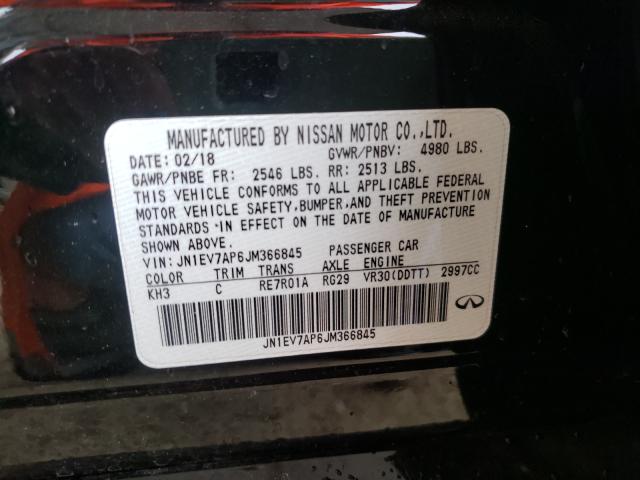 MANUFACTURED BY NISSAN MOTOR CO.,LTD.
DATE: 02/18 GVWR/PNBV: 4980 LBS.
GAWR/PNBE FR: 2546 LBS. RR: 2513 LBS.
THIS VEHICLE CONFORMS TO ALL APPLICABLE FEDERAL
MOTOR VEHICLE SAFETY,BUMPER,AND THEFT PREVENTION
STANDARDS IN EFFECT ON THE DATE OF MANUFACTURE
SHOWN ABOVE.
VIN: JN1EV7AP6JM366845 PASSENGER CAR
COLOR TRIM TRANS AXLE ENGINE
KH3 C RE7R01A RG29 VR30(DDTT) 2997CC
JN1EV7AP6JM366845